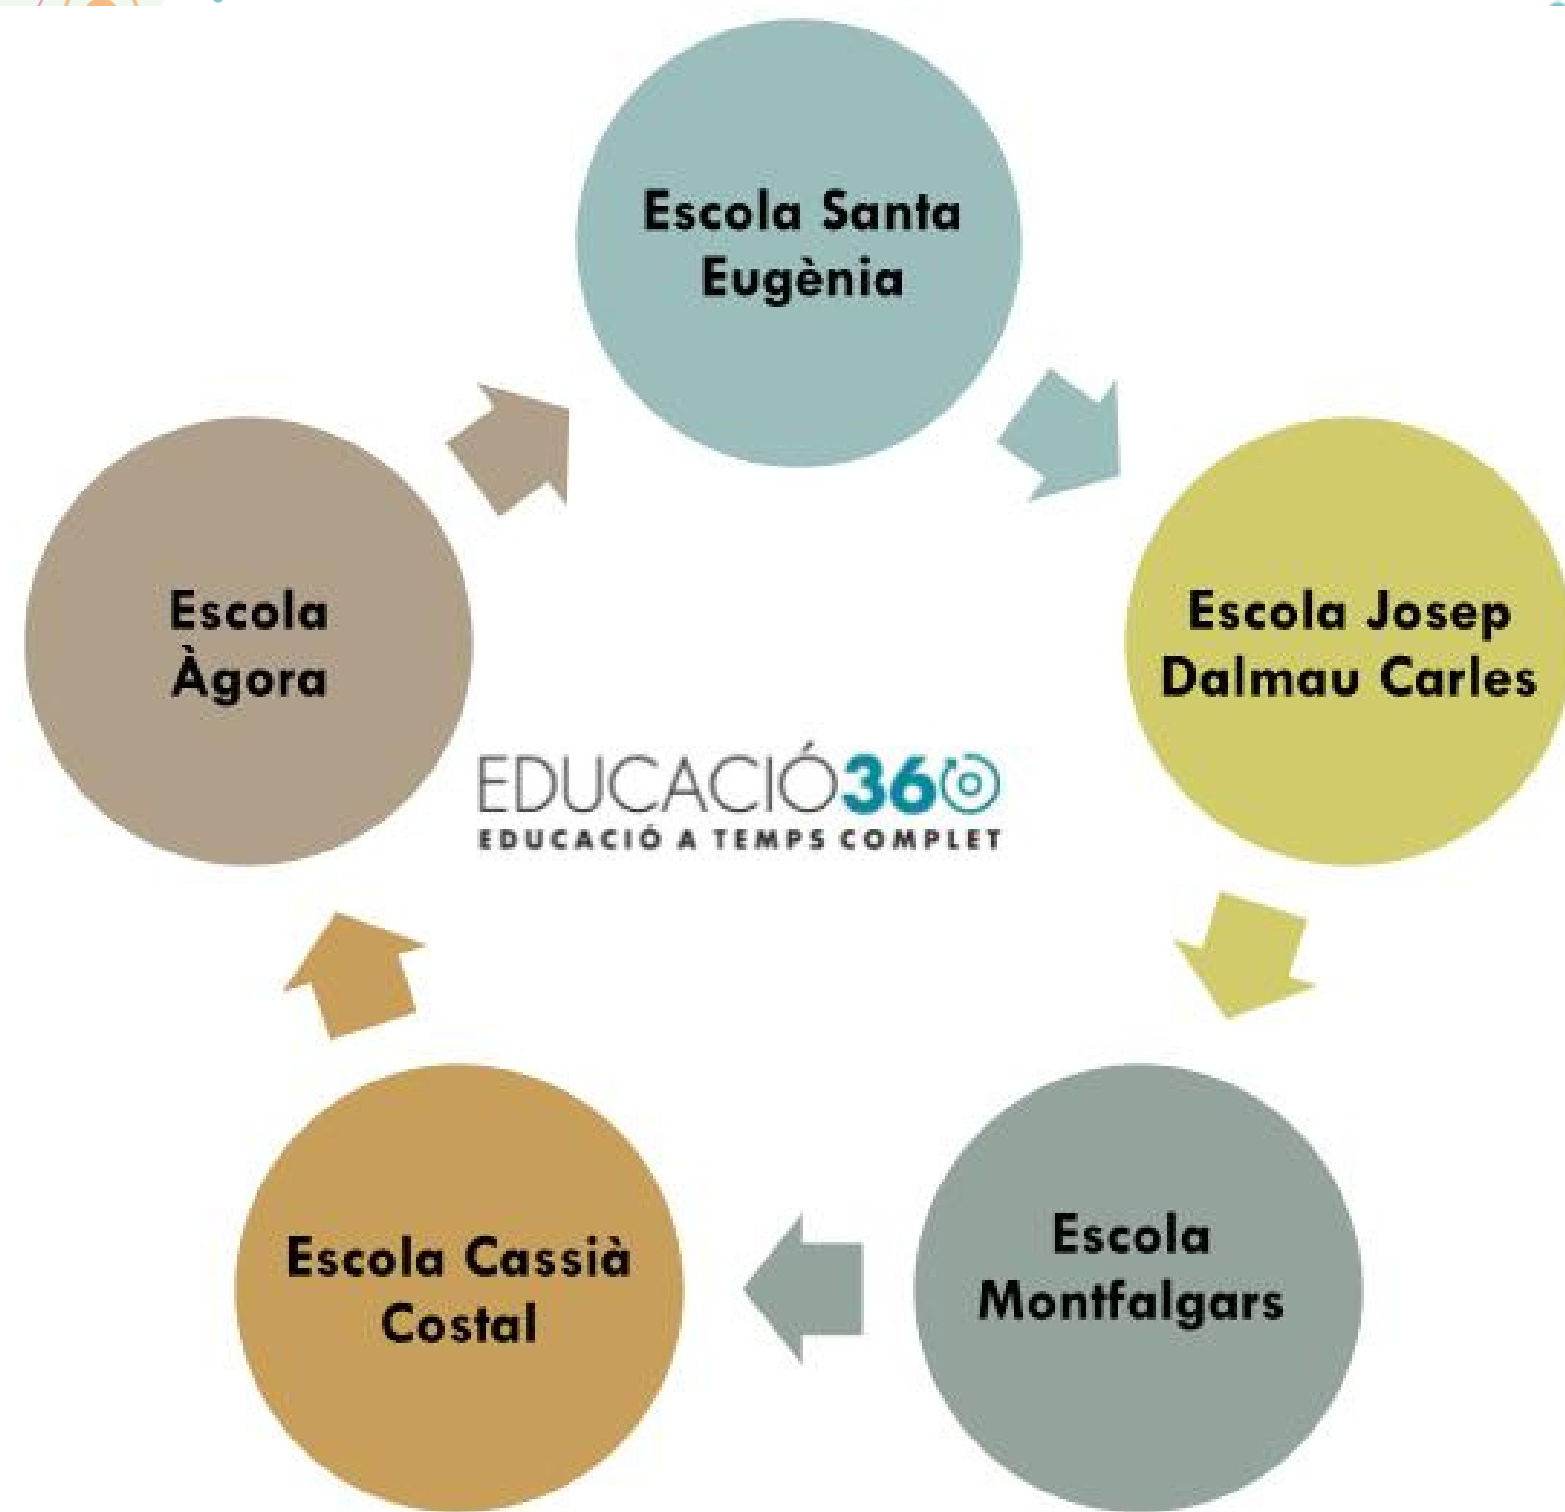 Escola Santa
Eugènia
Escola Josep
Dalmau Carles
Escola
Montfalgars
Escola Cassià
Costal
Escola
Àgora
EDUCACIÓ360
EDUCACIÓ A TEMPS COMPLET